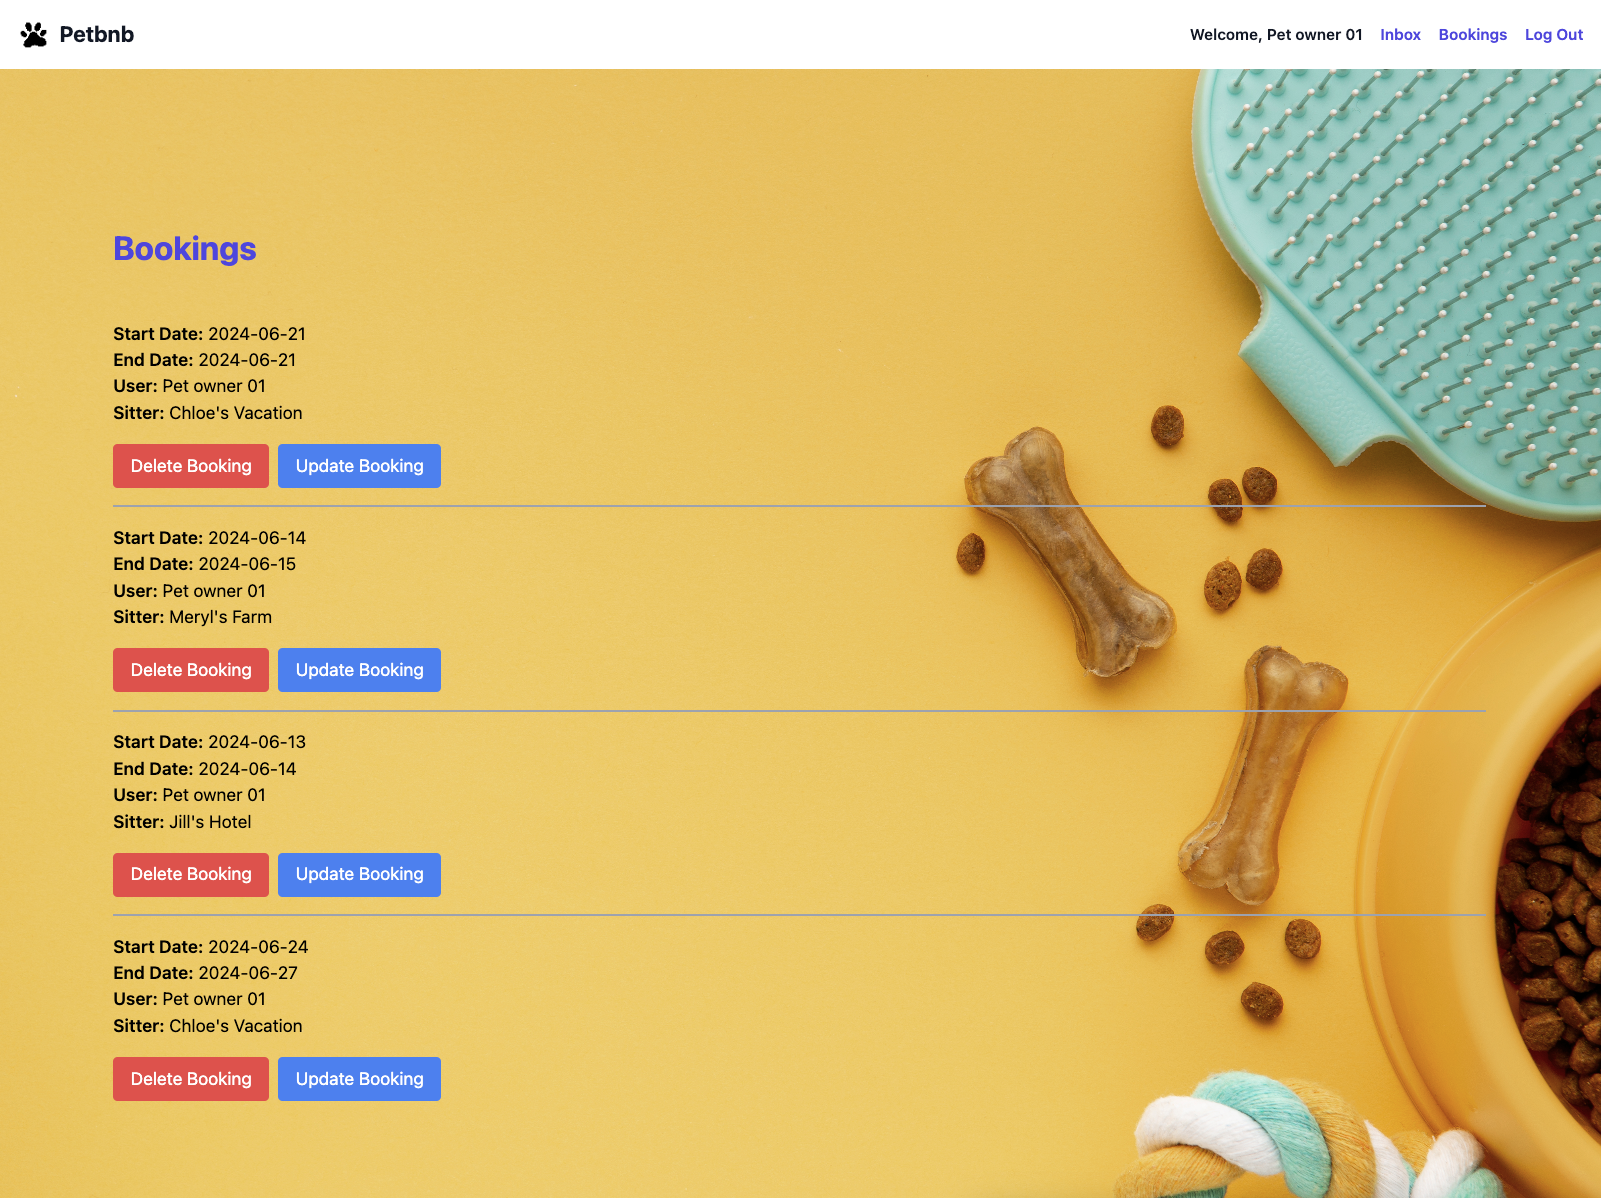 Petbnb
Welcome, Pet owner 01 Inbox Bookings Log Out
Bookings
Start Date: 2024-06-21
End Date: 2024-06-21
User: Pet owner 01
Sitter: Chloe's Vacation
Delete Booking Update Booking
Start Date: 2024-06-14
End Date: 2024-06-15
User: Pet owner 01
Sitter: Meryl's Farm
Delete Booking Update Booking
Start Date: 2024-06-13
End Date: 2024-06-14
User: Pet owner 01
Sitter: Jill's Hotel
Delete Booking Update Booking
Start Date: 2024-06-24
End Date: 2024-06-27
User: Pet owner 01
Sitter: Chloe's Vacation
Delete Booking Update Booking